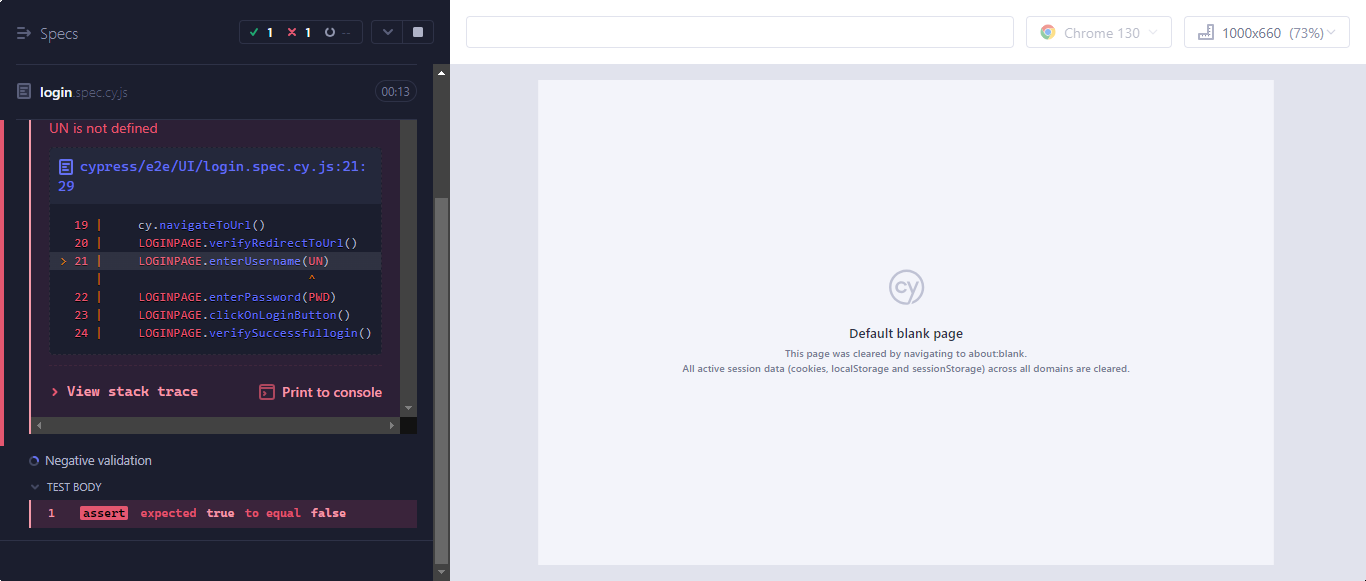 Specs
1 1 --
Chrome 130
1000x660 (73%)
login.spec.cy.js
00:13
UN is not defined
cypress/e2e/UI/login.spec.cy.js:21:
29
19 | cy.navigateToUrl()
20 | LOGINPAGE.verifyRedirectToUrl()
> 21 | LOGINPAGE.enterUsername(UN)
| ^
22 | LOGINPAGE.enterPassword(PWD)
23 | LOGINPAGE.clickOnLoginButton()
24 | LOGINPAGE.verifySuccessfullogin()
> View stack trace
Print to console
Negative validation
TEST BODY
1 assert expected true to equal false
cy
Default blank page
This page was cleared by navigating to about:blank.
All active session data (cookies, localStorage and sessionStorage) across all domains are cleared.